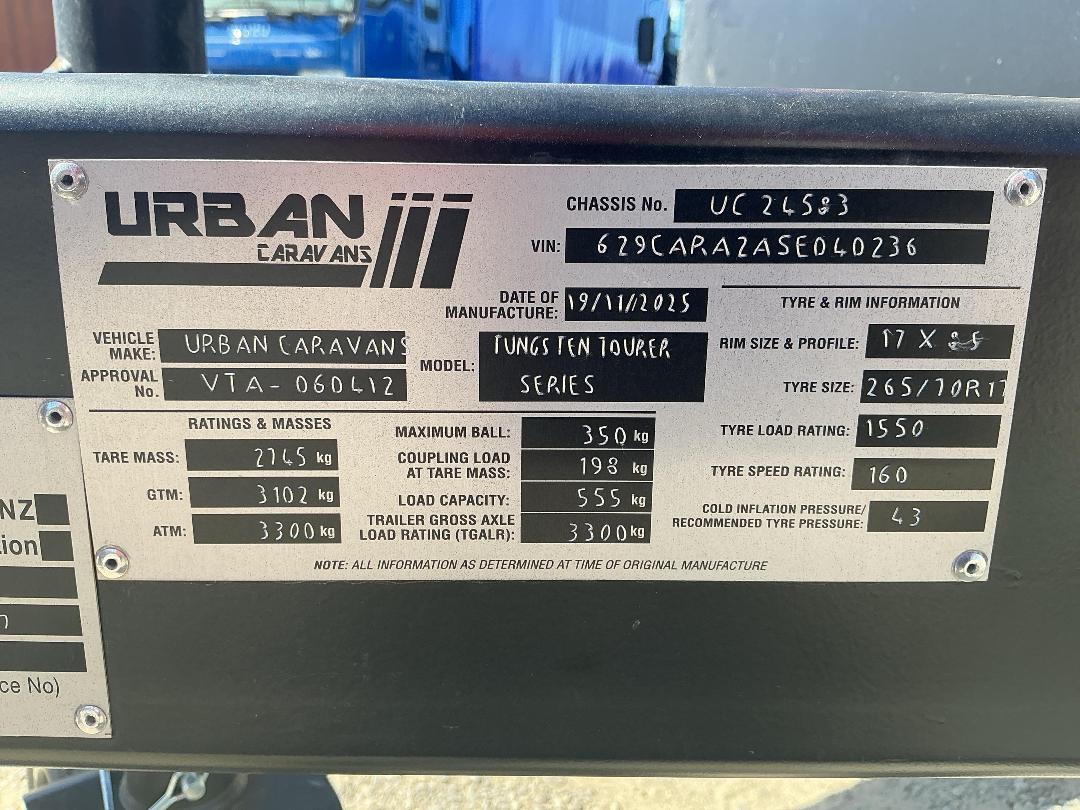 URBAN
CARAVANS
CHASSIS No. UC 24583
VIN: 629CARA2ASE040236
DATE OF
MANUFACTURE: 19/11/2025
VEHICLE
MAKE: URBAN CARAVANS
APPROVAL
No. VTA-060412
MODEL: TUNGSTEN TOURER
SERIES
TYRE & RIM INFORMATION
RIM SIZE & PROFILE: 17 X
TYRE SIZE: 265/70R17
TYRE LOAD RATING: 1550
TYRE SPEED RATING: 160
COLD INFLATION PRESSURE/
RECOMMENDED TYRE PRESSURE: 43
RATINGS & MASSES
TARE MASS: 2745 kg
GTM: 3102 kg
ATM: 3300 kg
MAXIMUM BALL: 350 kg
COUPLING LOAD
AT TARE MASS: 198 kg
LOAD CAPACITY: 555 kg
TRAILER GROSS AXLE
LOAD RATING (TGALR): 3300 kg
NOTE: ALL INFORMATION AS DETERMINED AT TIME OF ORIGINAL MANUFACTURE
NZ
tion
ce No)